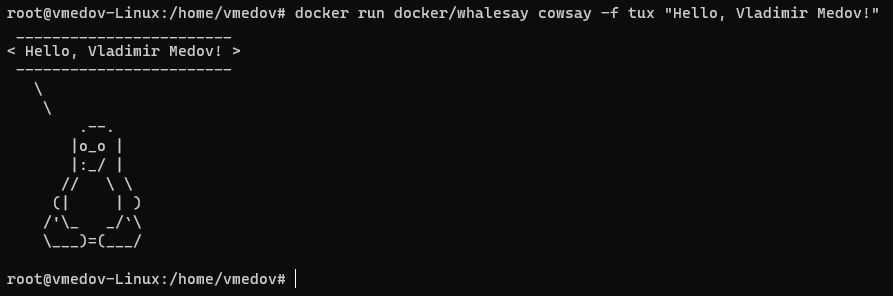 root@vmedov-Linux:/home/vmedov# docker run docker/whalesay cowsay -f tux "Hello, Vladimir Medov!"
 ________________________
< Hello, Vladimir Medov! >
 ------------------------
   \
    \
        .--.
       |o_o |
       |:_/ |
      //   \ \
     (|     | )
    /'\_   _/`\
    \___)=(___/

root@vmedov-Linux:/home/vmedov#